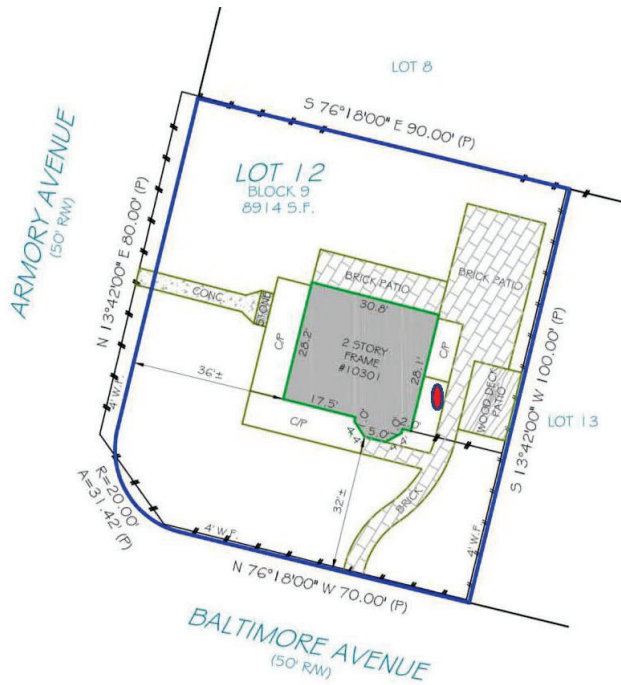 LOT 8
S 76°18'00" E 90.00' (P)
ARMORY AVENUE
(50' R/W)
LOT 12
BLOCK 9
8914 S.F.
N 13°42'00" E 80.00' (P)
BRICK PATIO
BRICK PATIO
CONC.
STONE
30.8'
C/P
28.2'
2 STORY
FRAME
#10301
28.1'
C/P
S 13°42'00" W 100.00' (P)
36'±
WOOD DECK
PATIO
LOT 13
17.5'
2.0'
5.0'
4.4'
4.4'
C/P
4' W.F.
R=20.00'
A=31.42' (P)
32'±
BRICK
4' W.F.
4' W.F.
N 76°18'00" W 70.00' (P)
BALTIMORE AVENUE
(50' R/W)